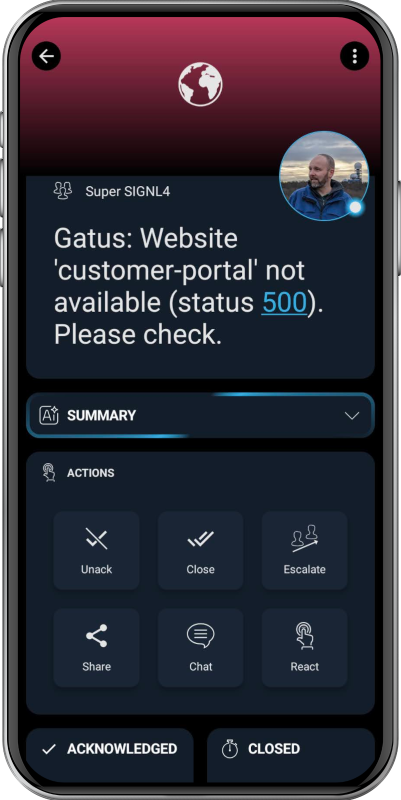 Super SIGNL4
Gatus: Website
'customer-portal' not
available (status 500).
Please check.
Ai SUMMARY
ACTIONS
Unack Close Escalate
Share Chat React
ACKNOWLEDGED CLOSED